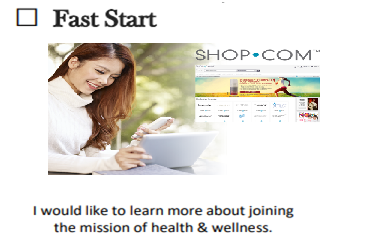 Fast Start
SHOP•COM
I would like to learn more about joining
the mission of health & wellness.